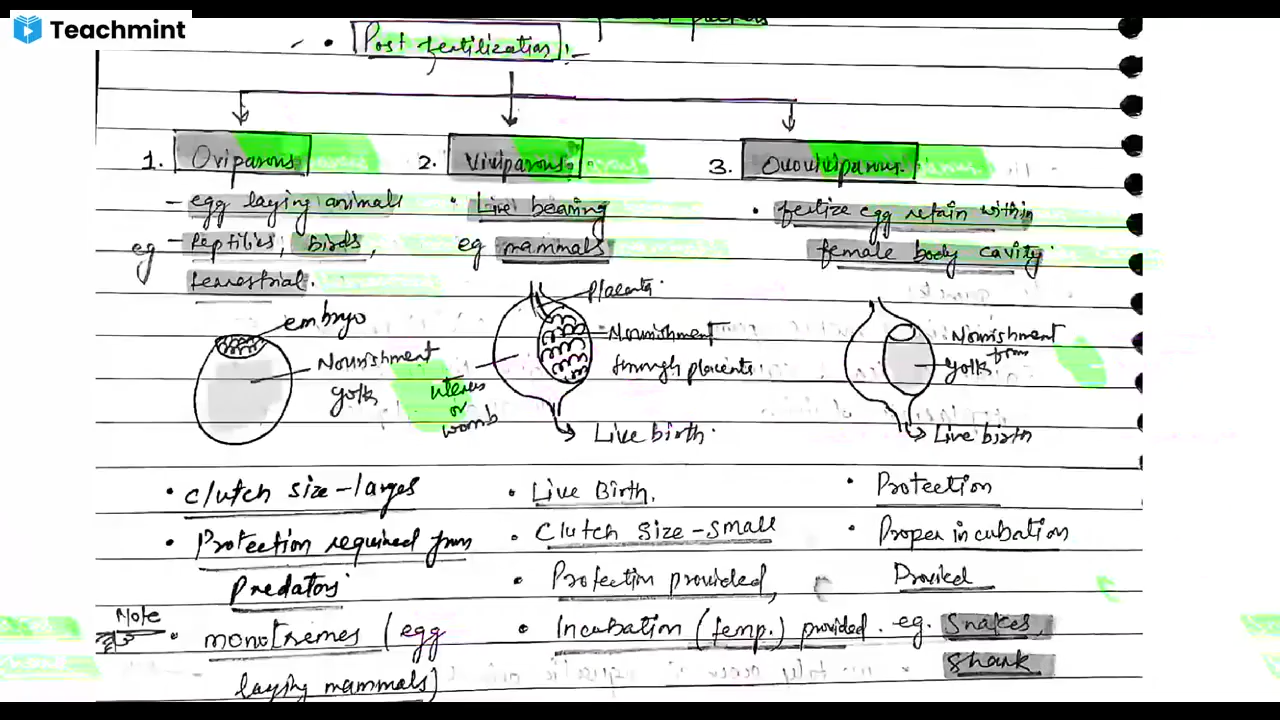 Teachmint
• Post fertilization :-
1. Oviparous
- egg laying animals
eg - Reptilies, birds,
terrestrial.
embryo
Nourishment
yolk
2. Viviparous.
• Live bearing
eg mammals
Placenta.
Nourishment
through placenta.
uterus
or
womb
Live birth.
3. Ovoviviparous.
• fertize egg retain within
female body cavity.
Nourishment
from
yolk
Live birth
• Clutch size - larges
• Protection required from
Predators
Note
• monotremes (egg
laying mammals)
• Live Birth.
• Clutch size - small
• Protection provided,
• Incubation (temp.) provided.
• Protection
• Proper incubation
Provided
eg. Snakes,
Shark